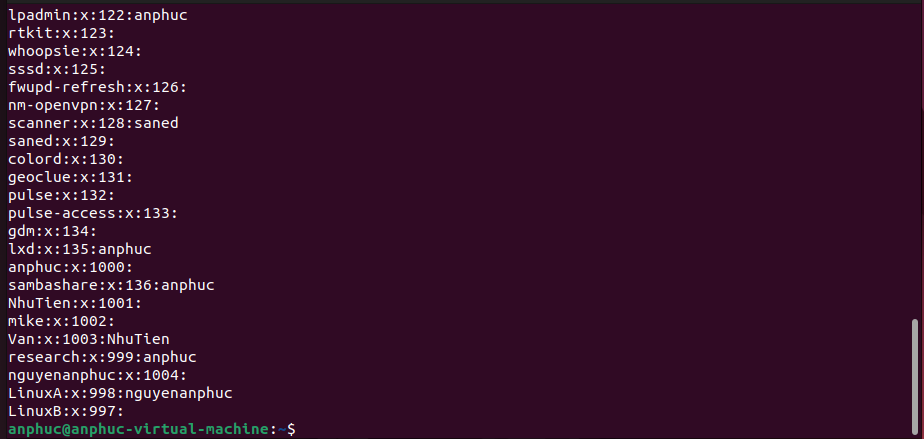 lpadmin:x:122:anphuc
rtkit:x:123:
whoopsie:x:124:
sssd:x:125:
fwupd-refresh:x:126:
nm-openvpn:x:127:
scanner:x:128:saned
saned:x:129:
colord:x:130:
geoclue:x:131:
pulse:x:132:
pulse-access:x:133:
gdm:x:134:
lxd:x:135:anphuc
anphuc:x:1000:
sambashare:x:136:anphuc
NhuTien:x:1001:
mike:x:1002:
Van:x:1003:NhuTien
research:x:999:anphuc
nguyenanphuc:x:1004:
LinuxA:x:998:nguyenanphuc
LinuxB:x:997:
anphuc@anphuc-virtual-machine:~$